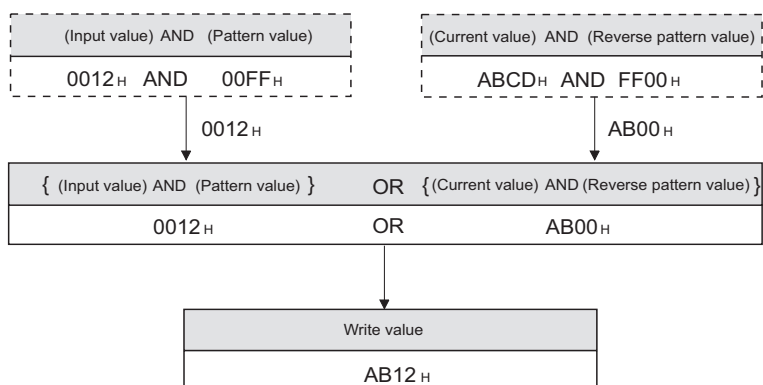 (Input value) AND (Pattern value)
0012H AND 00FFH
(Current value) AND (Reverse pattern value)
ABCDH AND FF00H
0012H
AB00H
{ (Input value) AND (Pattern value) } OR { (Current value) AND (Reverse pattern value) }
0012H OR AB00H
Write value
AB12H